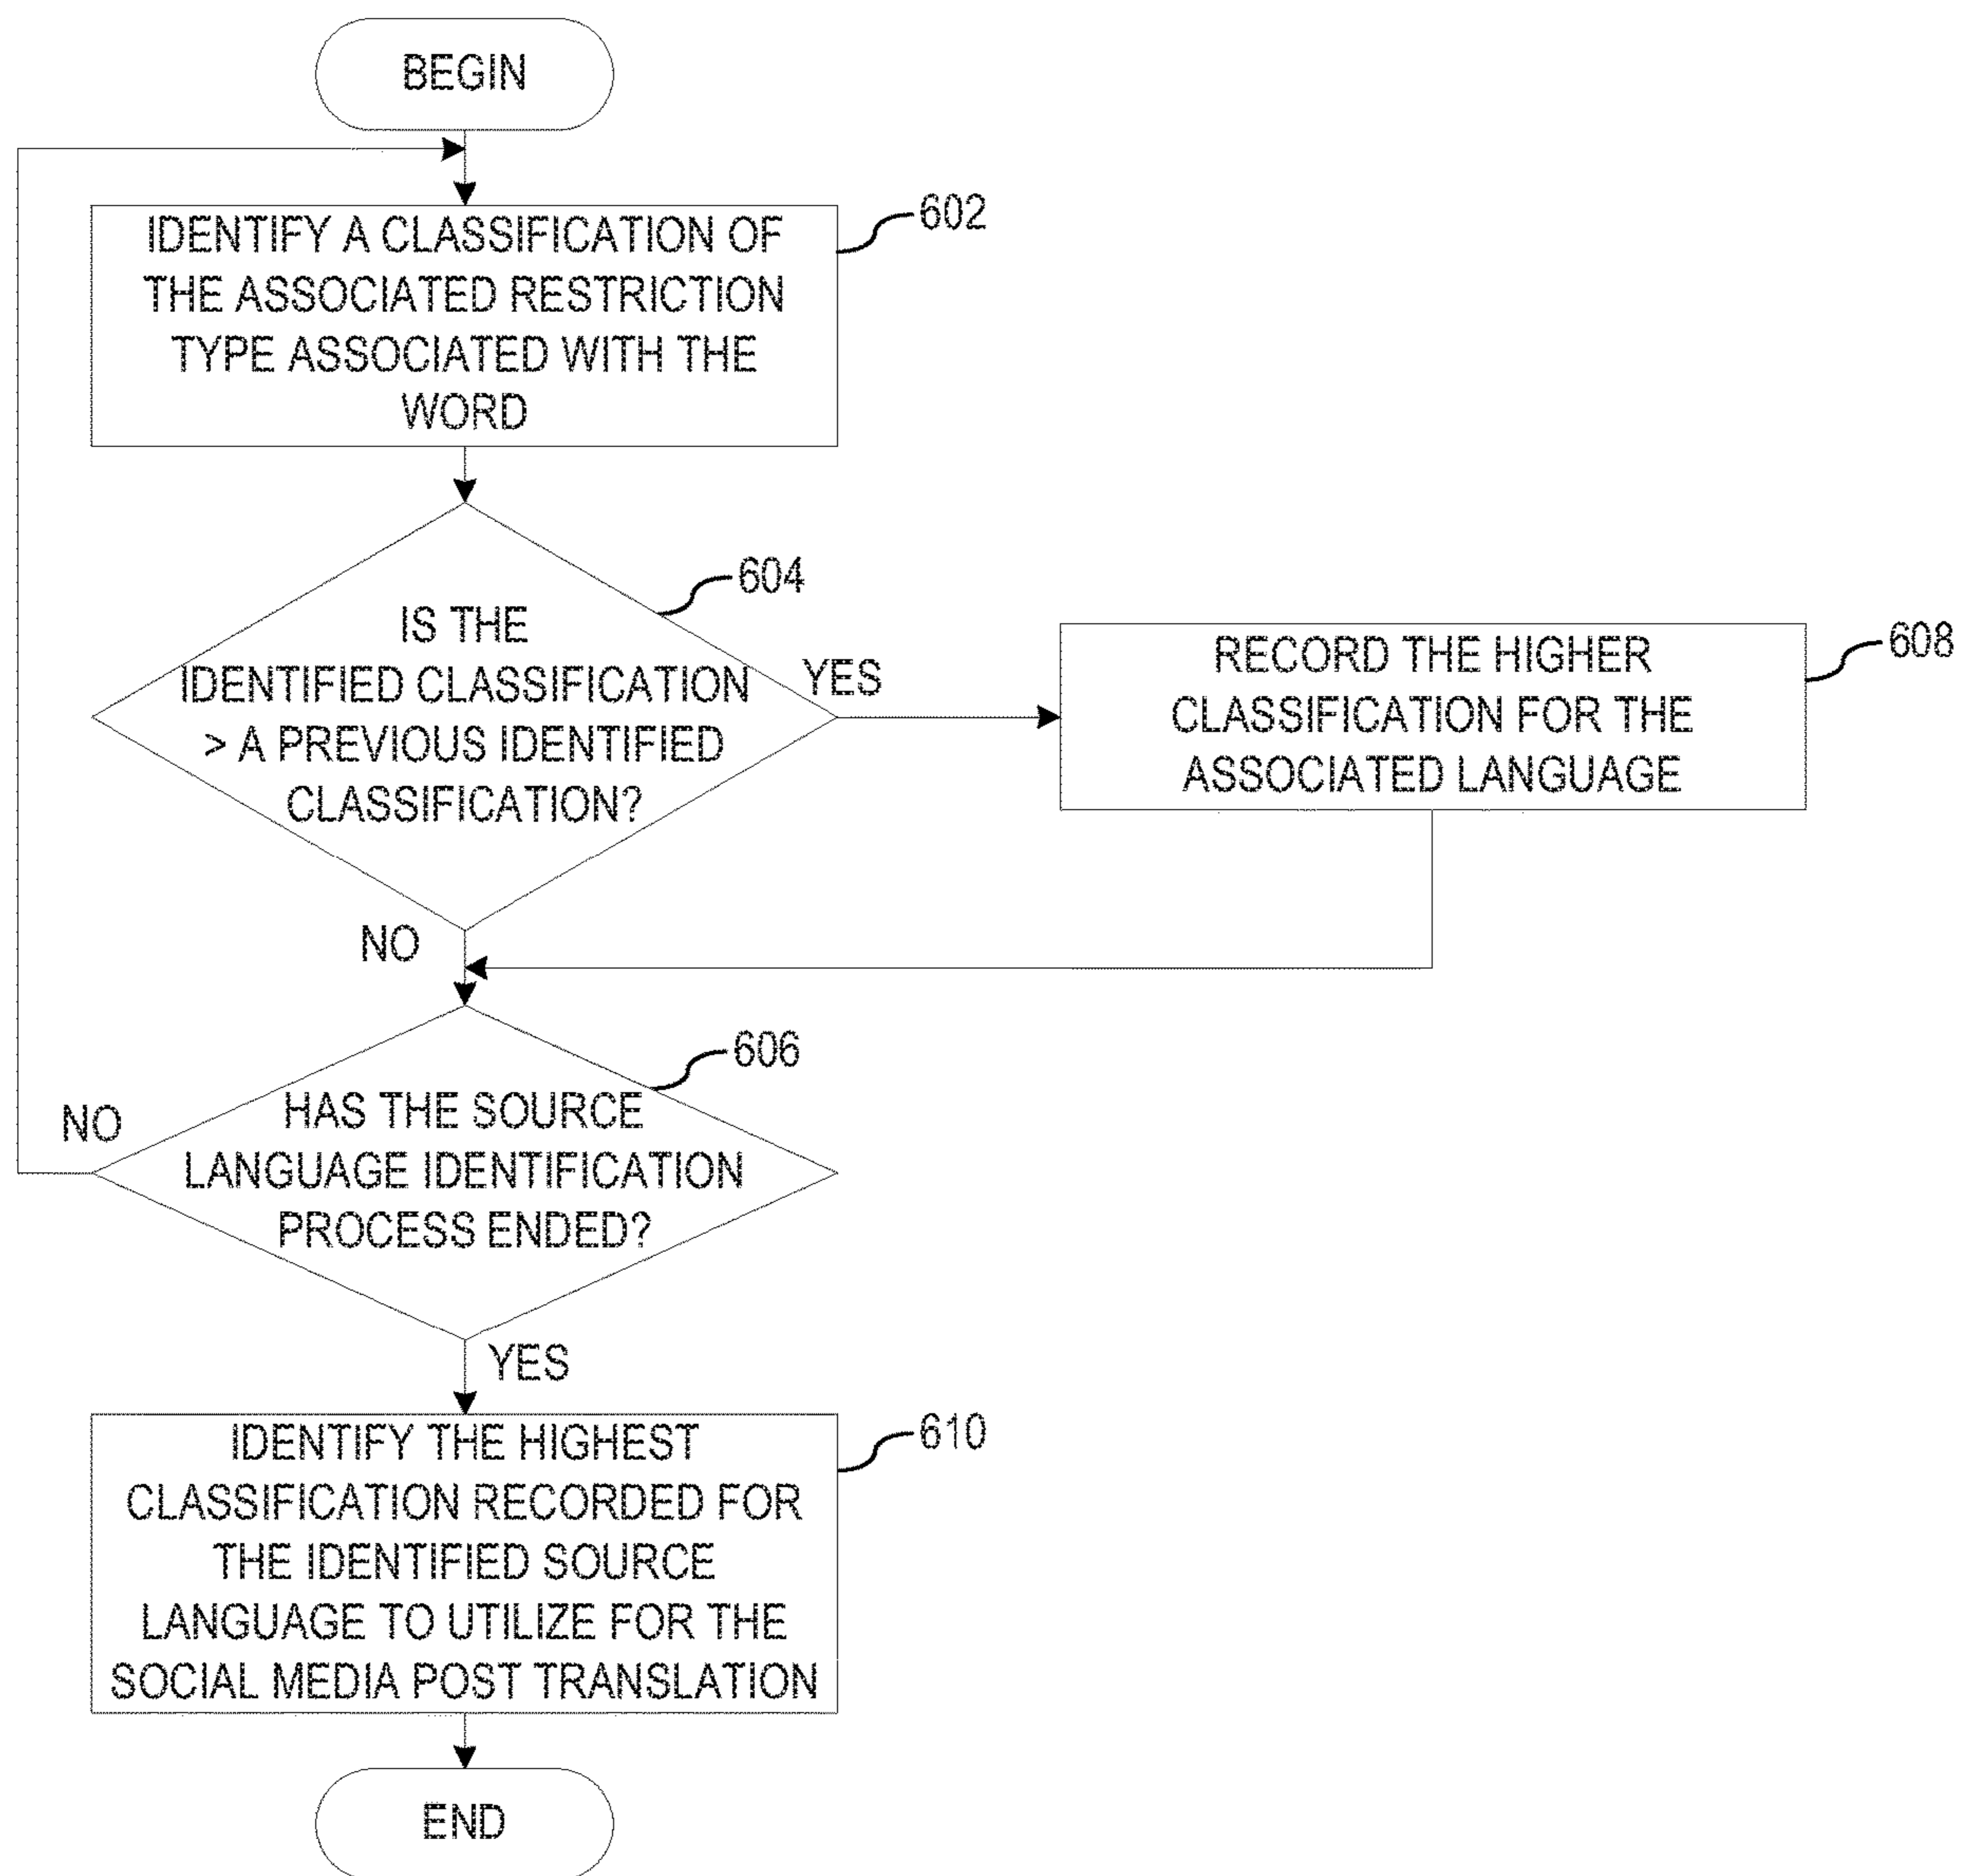 BEGIN
602
IDENTIFY A CLASSIFICATION OF
THE ASSOCIATED RESTRICTION
TYPE ASSOCIATED WITH THE
WORD
604
IS THE
IDENTIFIED CLASSIFICATION
> A PREVIOUS IDENTIFIED
CLASSIFICATION?
YES
608
RECORD THE HIGHER
CLASSIFICATION FOR THE
ASSOCIATED LANGUAGE
NO
606
HAS THE SOURCE
LANGUAGE IDENTIFICATION
PROCESS ENDED?
NO
YES
610
IDENTIFY THE HIGHEST
CLASSIFICATION RECORDED FOR
THE IDENTIFIED SOURCE
LANGUAGE TO UTILIZE FOR THE
SOCIAL MEDIA POST TRANSLATION
END